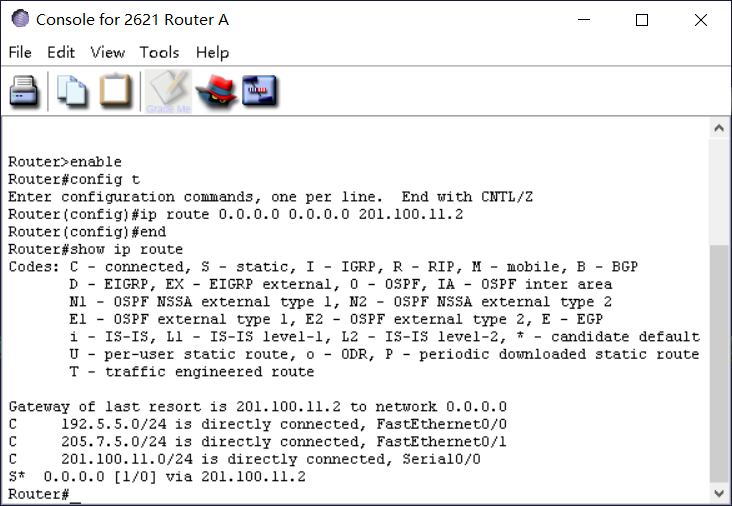 Console for 2621 Router A
File Edit View Tools Help
Grade Me
Router>enable
Router#config t
Enter configuration commands, one per line.  End with CNTL/Z
Router(config)#ip route 0.0.0.0 0.0.0.0 201.100.11.2
Router(config)#end
Router#show ip route
Codes: C - connected, S - static, I - IGRP, R - RIP, M - mobile, B - BGP
       D - EIGRP, EX - EIGRP external, O - OSPF, IA - OSPF inter area
       N1 - OSPF NSSA external type 1, N2 - OSPF NSSA external type 2
       E1 - OSPF external type 1, E2 - OSPF external type 2, E - EGP
       i - IS-IS, L1 - IS-IS level-1, L2 - IS-IS level-2, * - candidate default
       U - per-user static route, o - ODR, P - periodic downloaded static route
       T - traffic engineered route
Gateway of last resort is 201.100.11.2 to network 0.0.0.0
C     192.5.5.0/24 is directly connected, FastEthernet0/0
C     205.7.5.0/24 is directly connected, FastEthernet0/1
C     201.100.11.0/24 is directly connected, Serial0/0
S*  0.0.0.0 [1/0] via 201.100.11.2
Router#_